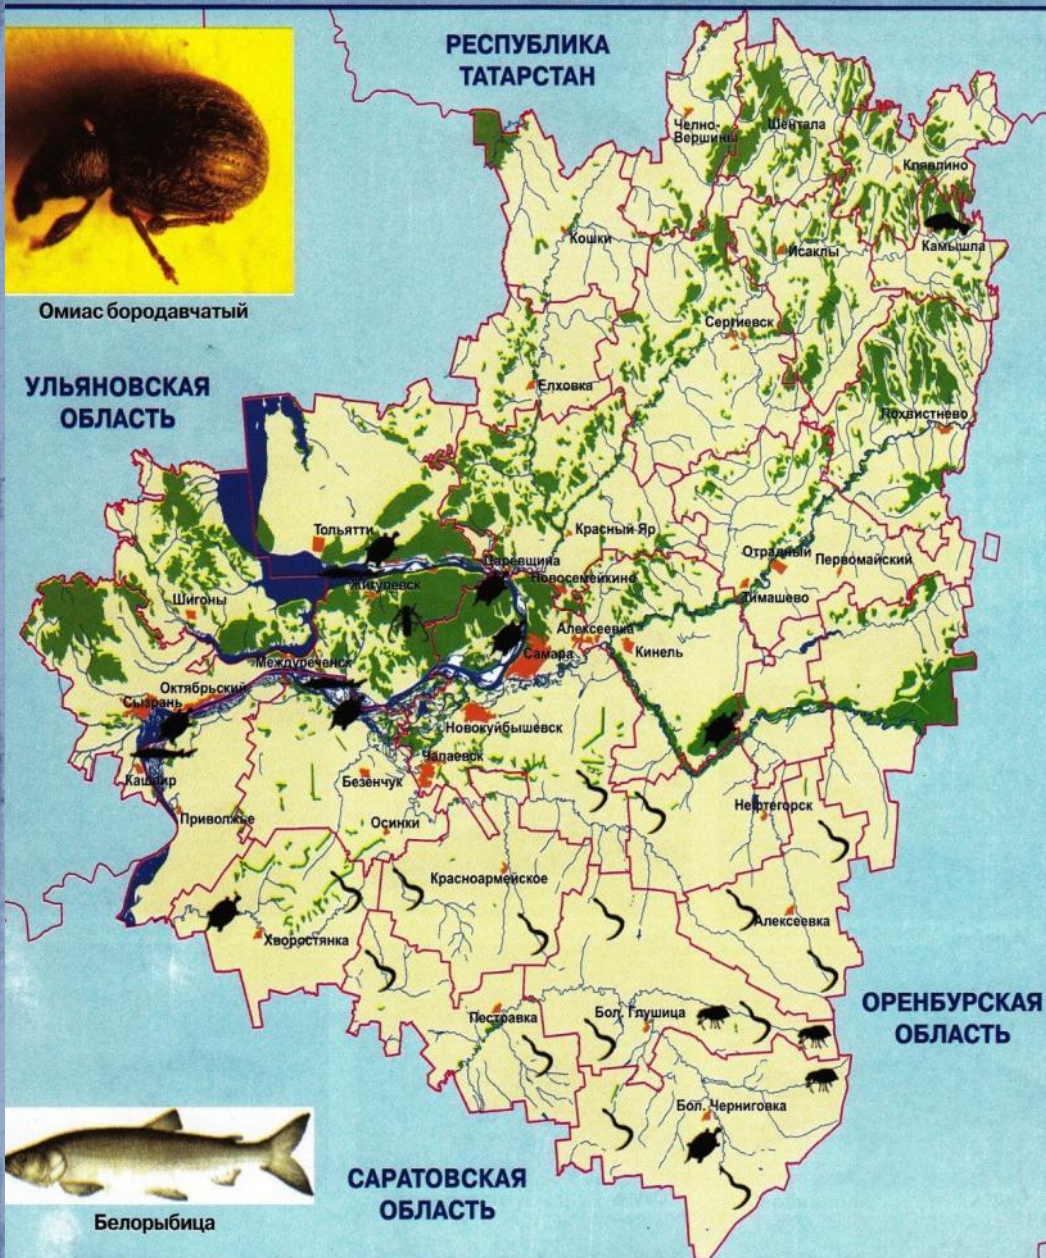 РЕСПУБЛИКА
ТАТАРСТАН
Челно-
Вершины
Шентала
Клявлино
Камышла
Кошки
Исаклы
Омиас бородавчатый
Сергиевск
УЛЬЯНОВСКАЯ
ОБЛАСТЬ
Елховка
Похвистнево
Тольятти
Красный Яр
Царевщина
Отрадный
Первомайский
Жигулевск
Новосемейкино
Тимашево
Шигоны
Алексеевка
Самара
Кинель
Междуреченск
Октябрьский
Сызрань
Новокуйбышевск
Чапаевск
Кашпир
Безенчук
Нефтегорск
Приволжье
Осинки
Красноармейское
Алексеевка
Хворостянка
ОРЕНБУРСКАЯ
ОБЛАСТЬ
Пестравка
Бол. Глушица
Бол. Черниговка
САРАТОВСКАЯ
ОБЛАСТЬ
Белорыбица